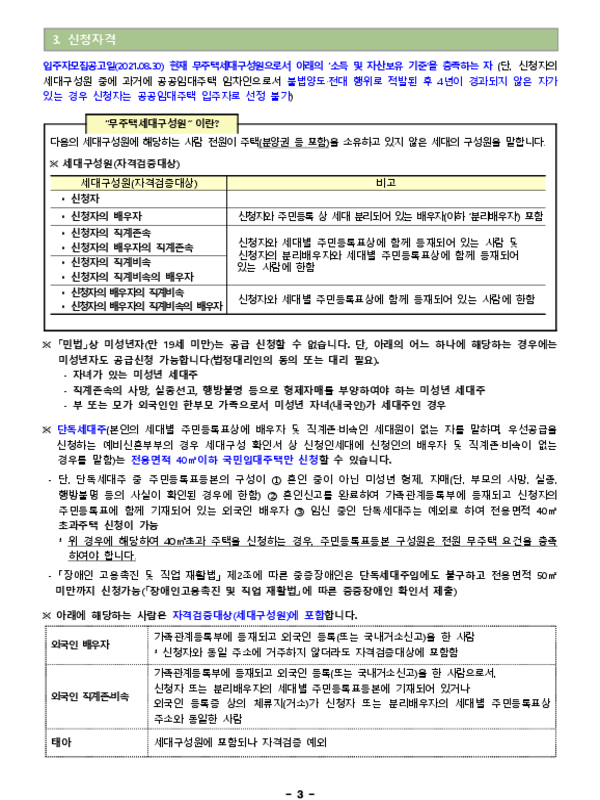 3. 신청자격
입주자모집공고일(2021.08.30) 현재 무주택세대구성원으로서 아래의 '소득 및 자산보유 기준'을 충족하는 자 (단, 신청자의
세대구성원 중에 과거에 공공임대주택 임차인으로서 불법양도·전대 행위로 적발된 후 4년이 경과되지 않은 자가
있는 경우 신청자는 공공임대주택 입주자로 선정 불가)
"무주택세대구성원" 이란?
다음의 세대구성원에 해당하는 사람 전원이 주택(분양권 등 포함)을 소유하고 있지 않은 세대의 구성원을 말합니다.
※ 세대구성원(자격검증대상)
세대구성원(자격검증대상) 비고
• 신청자
• 신청자의 배우자 신청자와 주민등록 상 세대 분리되어 있는 배우자(이하 '분리배우자') 포함
• 신청자의 직계존속
• 신청자의 배우자의 직계존속
• 신청자의 직계비속
• 신청자의 직계비속의 배우자
신청자와 세대별 주민등록표상에 함께 등재되어 있는 사람 및
신청자의 분리배우자와 세대별 주민등록표상에 함께 등재되어
있는 사람에 한함
• 신청자의 배우자의 직계비속
• 신청자의 배우자의 직계비속의 배우자
신청자와 세대별 주민등록표상에 함께 등재되어 있는 사람에 한함
※ 「민법」상 미성년자(만 19세 미만)는 공급 신청할 수 없습니다. 단, 아래의 어느 하나에 해당하는 경우에는
미성년자도 공급신청 가능합니다(법정대리인의 동의 또는 대리 필요).
- 자녀가 있는 미성년 세대주
- 직계존속의 사망, 실종선고, 행방불명 등으로 형제자매를 부양하여야 하는 미성년 세대주
- 부 또는 모가 외국인인 한부모 가족으로서 미성년 자녀(내국인)가 세대주인 경우
※ 단독세대주(본인의 세대별 주민등록표상에 배우자 및 직계존·비속인 세대원이 없는 자를 말하며, 우선공급을
신청하는 예비신혼부부의 경우 세대구성 확인서 상 신청인세대에 신청인의 배우자 및 직계존·비속이 없는
경우를 말함)는 전용면적 40㎡이하 국민임대주택만 신청할 수 있습니다.
- 단, 단독세대주 중 주민등록표등본의 구성이 ① 혼인 중이 아닌 미성년 형제, 자매(단, 부모의 사망, 실종,
행방불명 등의 사실이 확인된 경우에 한함) ② 혼인신고를 완료하여 가족관계등록부에 등재되고 신청자의
주민등록표에 함께 기재되어 있는 외국인 배우자 ③ 임신 중인 단독세대주는 예외로 하여 전용면적 40㎡
초과주택 신청이 가능
* 위 경우에 해당하여 40㎡초과 주택을 신청하는 경우, 주민등록표등본 구성원은 전원 무주택 요건을 충족
하여야 합니다.
- 「장애인 고용촉진 및 직업 재활법」 제2조에 따른 중증장애인은 단독세대주임에도 불구하고 전용면적 50㎡
미만까지 신청가능(「장애인고용촉진 및 직업 재활법」에 따른 중증장애인 확인서 제출)
※ 아래에 해당하는 사람은 자격검증대상(세대구성원)에 포함합니다.
외국인 배우자
가족관계등록부에 등재되고 외국인 등록(또는 국내거소신고)을 한 사람
* 신청자와 동일 주소에 거주하지 않더라도 자격검증대상에 포함함
외국인 직계존·비속
가족관계등록부에 등재되고 외국인 등록(또는 국내거소신고)을 한 사람으로서,
신청자 또는 분리배우자의 세대별 주민등록표등본에 기재되어 있거나
외국인 등록증 상의 체류지(거소)가 신청자 또는 분리배우자의 세대별 주민등록표상
주소와 동일한 사람
태아 세대구성원에 포함되나 자격검증 예외
- 3 -